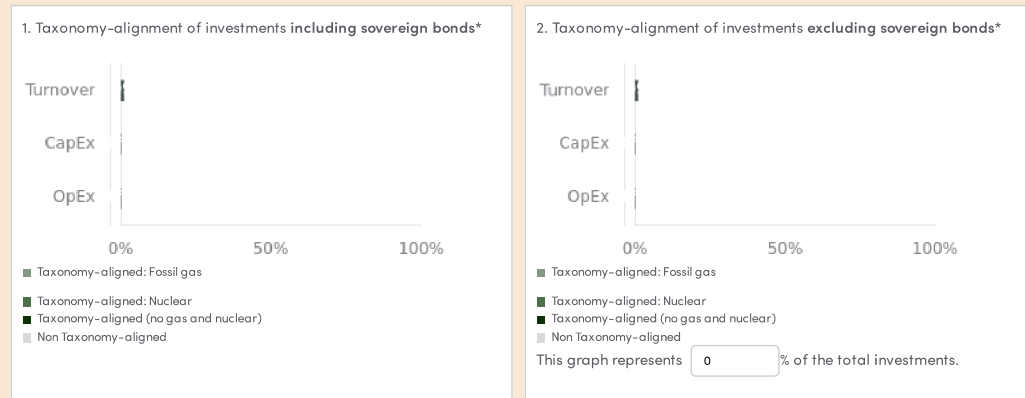 1. Taxonomy-alignment of investments including sovereign bonds*
Turnover
CapEx
OpEx
0% 50% 100%
Taxonomy-aligned: Fossil gas
Taxonomy-aligned: Nuclear
Taxonomy-aligned (no gas and nuclear)
Non Taxonomy-aligned
2. Taxonomy-alignment of investments excluding sovereign bonds*
Turnover
CapEx
OpEx
0% 50% 100%
Taxonomy-aligned: Fossil gas
Taxonomy-aligned: Nuclear
Taxonomy-aligned (no gas and nuclear)
Non Taxonomy-aligned
This graph represents 0 % of the total investments.